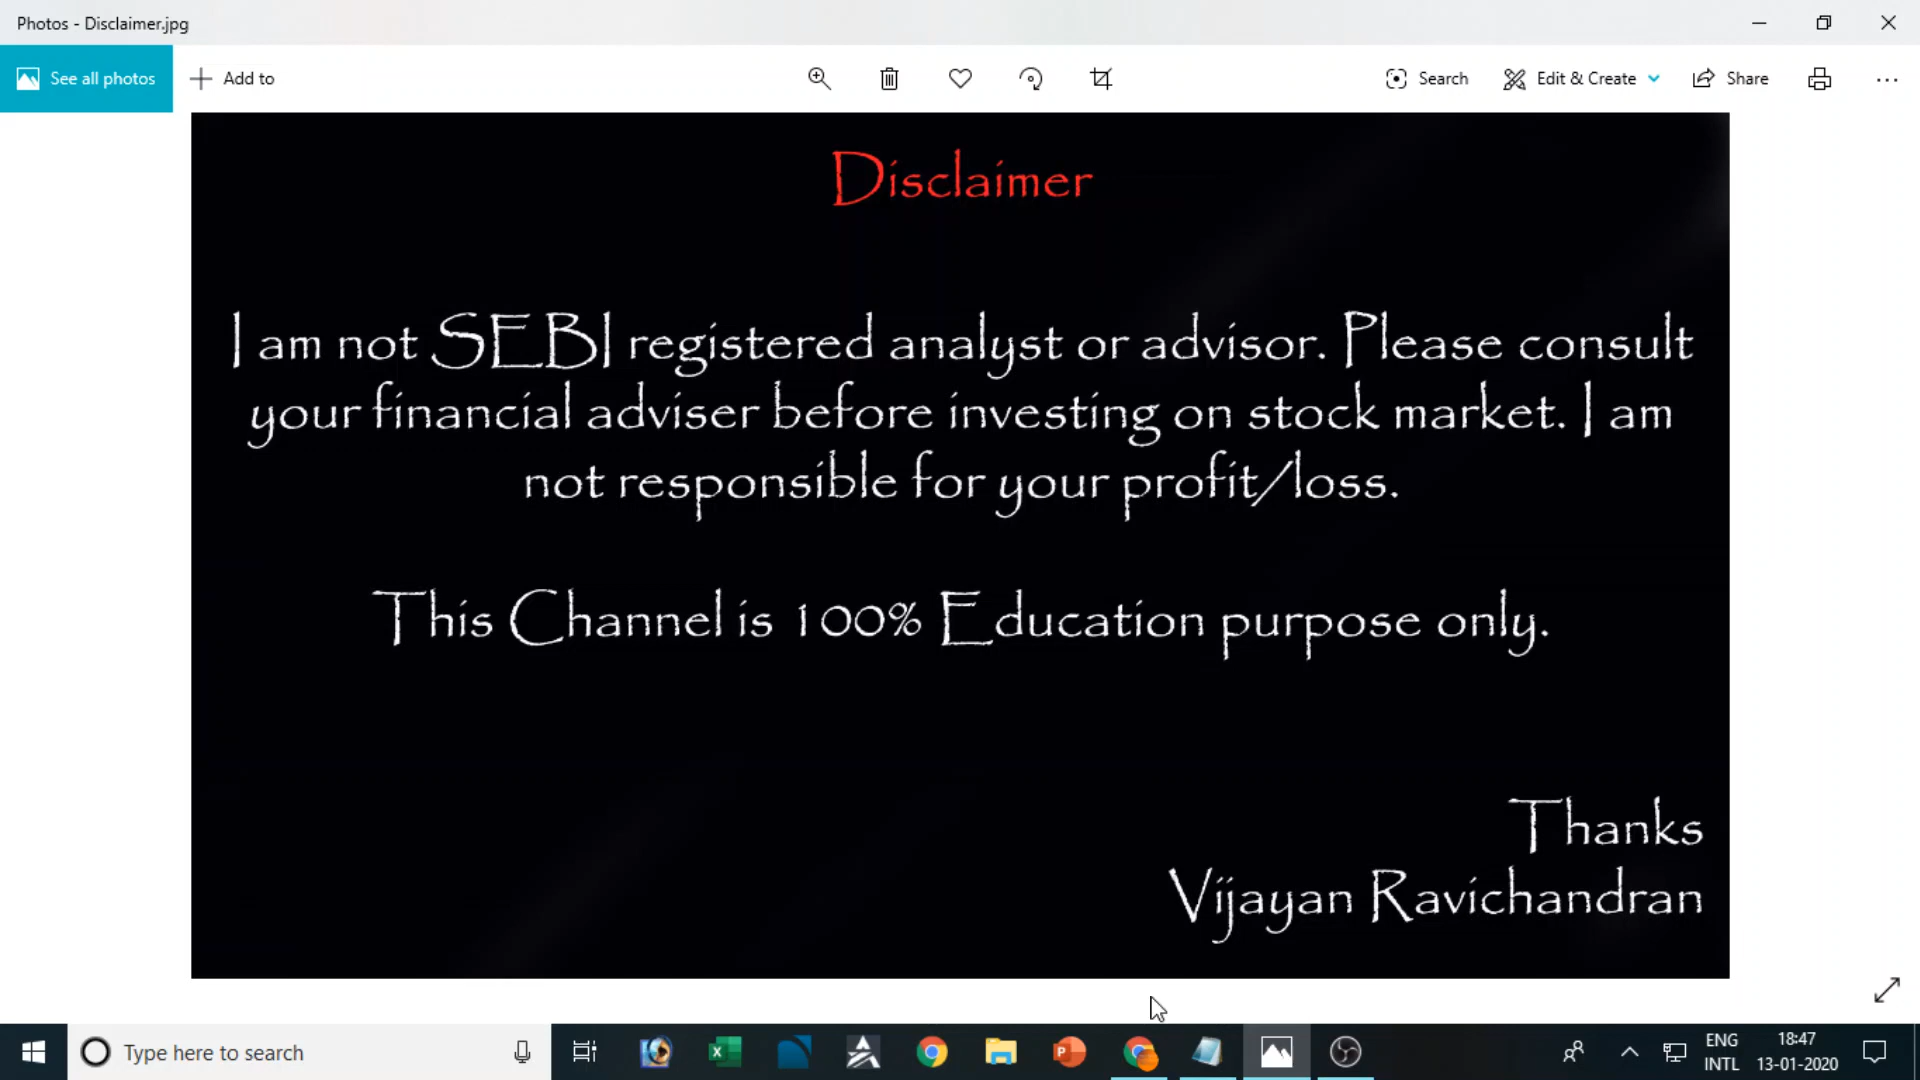 Photos - Disclaimer.jpg
See all photos
Add to
Search
Edit & Create
Share
Disclaimer
I am not SEBI registered analyst or advisor. Please consult
your financial adviser before investing on stock market. I am
not responsible for your profit/loss.
This Channel is 100% Education purpose only.
Thanks
Vijayan Ravichandran
Type here to search
ENG
INTL
18:47
13-01-2020